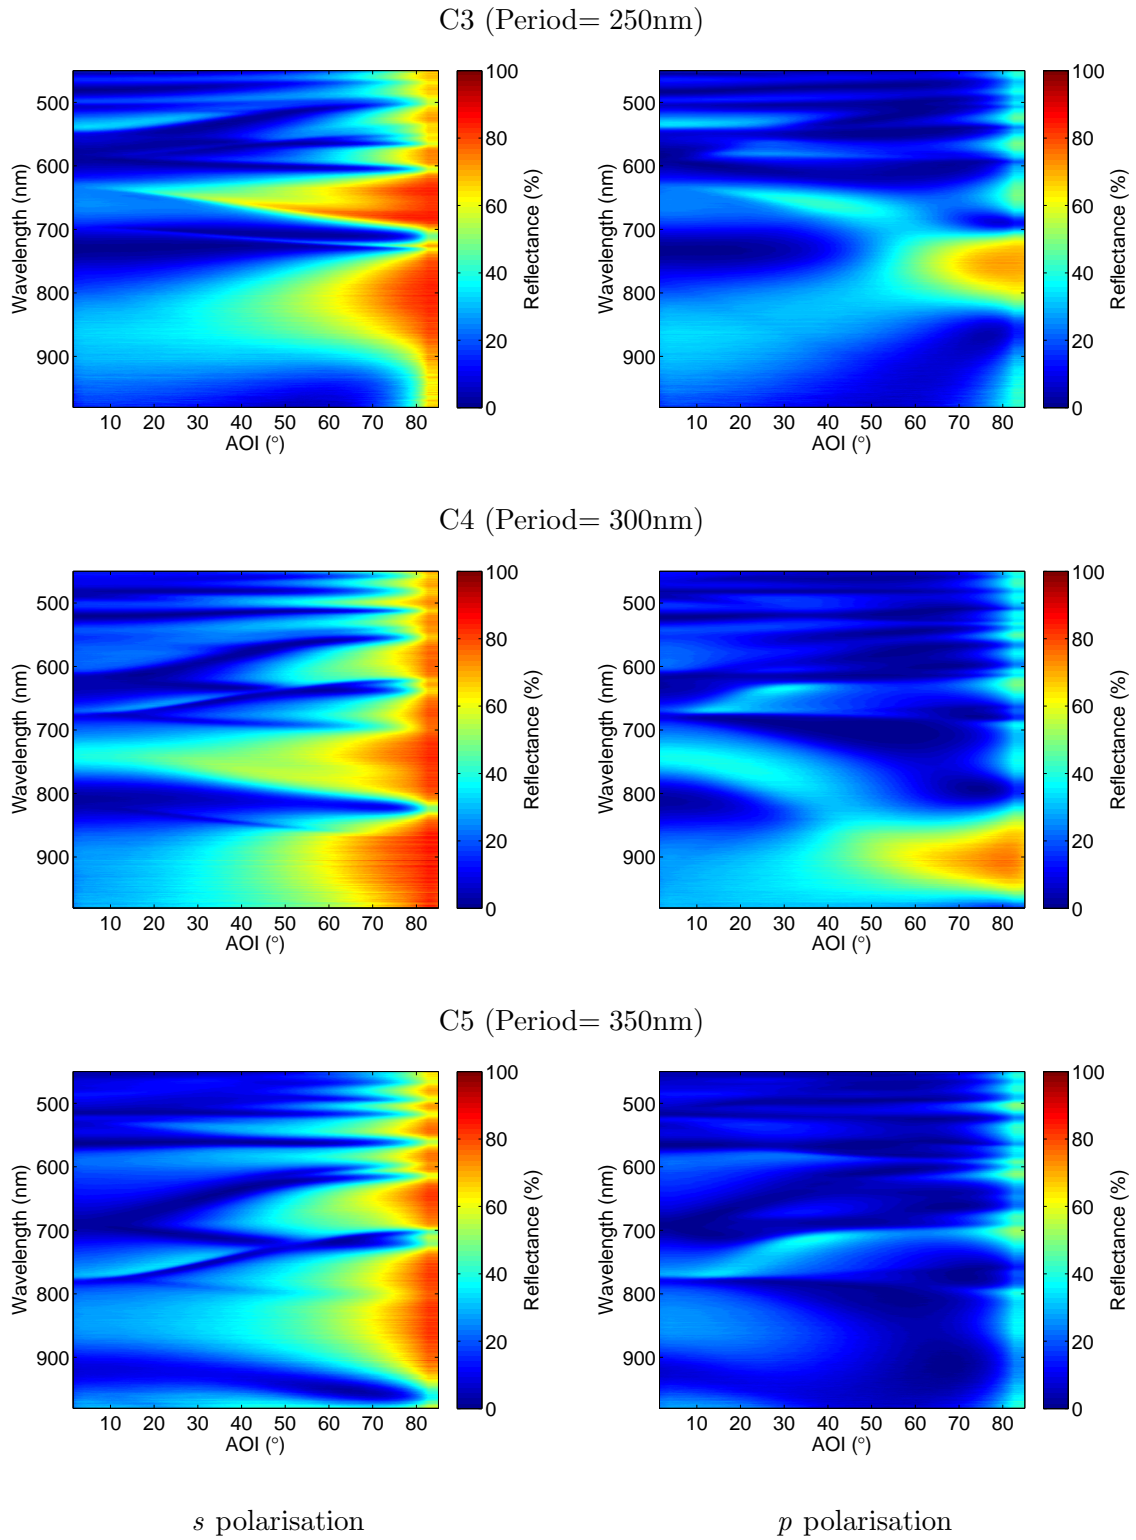 C3 (Period= 250nm)
100
80
60
40
20
0
Reflectance (%)
500
600
700
800
900
Wavelength (nm)
10 20 30 40 50 60 70 80
AOI (°)
100
80
60
40
20
0
Reflectance (%)
500
600
700
800
900
Wavelength (nm)
10 20 30 40 50 60 70 80
AOI (°)
C4 (Period= 300nm)
100
80
60
40
20
0
Reflectance (%)
500
600
700
800
900
Wavelength (nm)
10 20 30 40 50 60 70 80
AOI (°)
100
80
60
40
20
0
Reflectance (%)
500
600
700
800
900
Wavelength (nm)
10 20 30 40 50 60 70 80
AOI (°)
C5 (Period= 350nm)
100
80
60
40
20
0
Reflectance (%)
500
600
700
800
900
Wavelength (nm)
10 20 30 40 50 60 70 80
AOI (°)
100
80
60
40
20
0
Reflectance (%)
500
600
700
800
900
Wavelength (nm)
10 20 30 40 50 60 70 80
AOI (°)
s polarisation
p polarisation